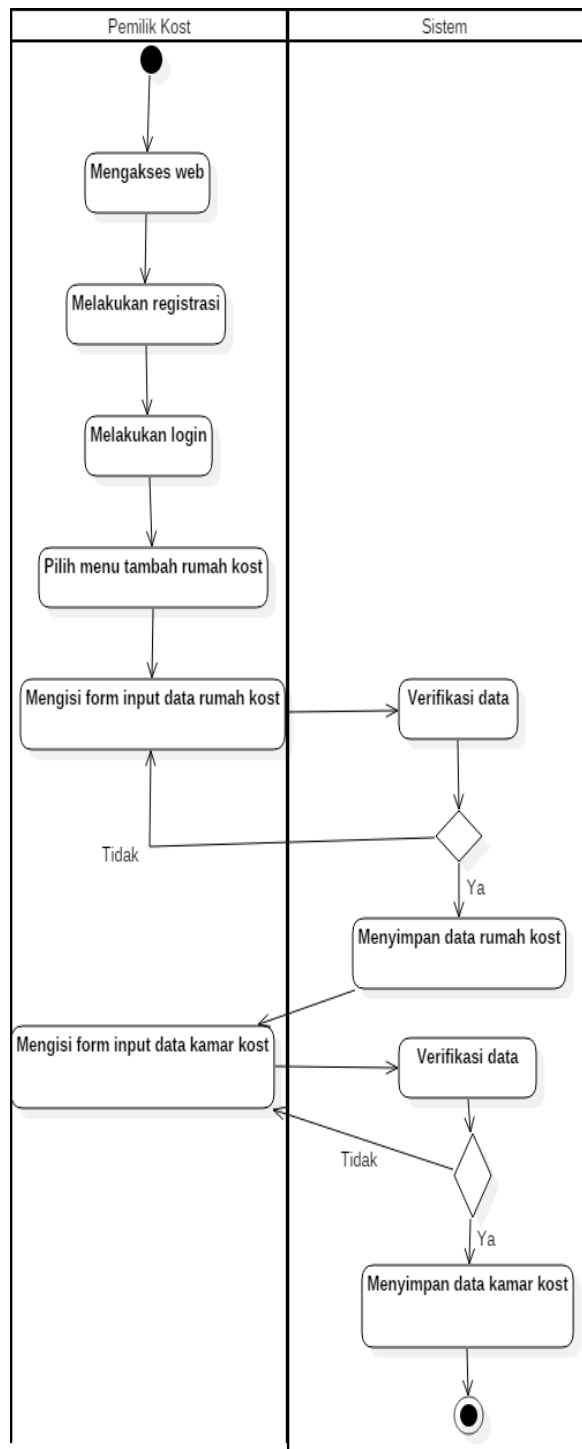 Pemilik Kost
Sistem
Mengakses web
Melakukan registrasi
Melakukan login
Pilih menu tambah rumah kost
Mengisi form input data rumah kost
Verifikasi data
Tidak
Ya
Menyimpan data rumah kost
Mengisi form input data kamar kost
Verifikasi data
Tidak
Ya
Menyimpan data kamar kost